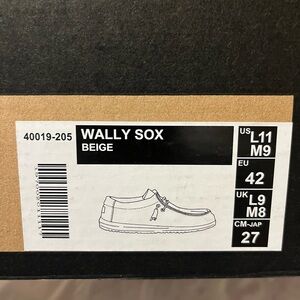 40019-205
WALLY SOX
BEIGE
US L11
M9
EU
42
UK L9
M8
CM-JAP
27